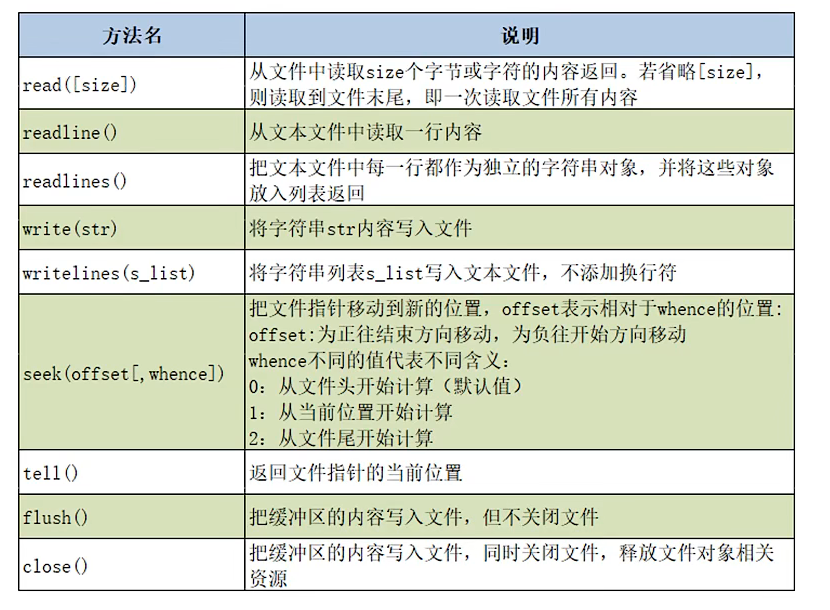 方法名 说明
read([size])
从文件中读取size个字节或字符的内容返回。若省略[size],
则读取到文件末尾，即一次读取文件所有内容
readline()
从文本文件中读取一行内容
readlines()
把文本文件中每一行都作为独立的字符串对象，并将这些对象
放入列表返回
write(str)
将字符串str内容写入文件
writelines(s_list)
将字符串列表s_list写入文本文件，不添加换行符
seek(offset[,whence])
把文件指针移动到新的位置，offset表示相对于whence的位置:
offset:为正往结束方向移动，为负往开始方向移动
whence不同的值代表不同含义:
0: 从文件头开始计算（默认值）
1: 从当前位置开始计算
2: 从文件尾开始计算
tell()
返回文件指针的当前位置
flush()
把缓冲区的内容写入文件，但不关闭文件
close()
把缓冲区的内容写入文件，同时关闭文件，释放文件对象相关
资源